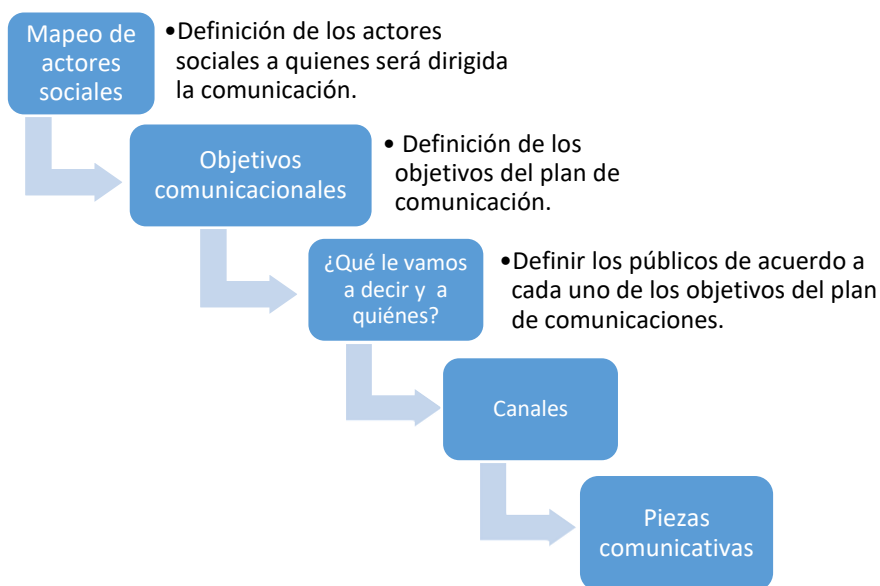 Mapeo de
actores
sociales
•Definición de los actores
sociales a quienes será dirigida
la comunicación.
Objetivos
comunicacionales
• Definición de los
objetivos del plan de
comunicación.
¿Qué le vamos
a decir y a
quiénes?
•Definir los públicos de acuerdo a
cada uno de los objetivos del plan
de comunicaciones.
Canales
Piezas
comunicativas